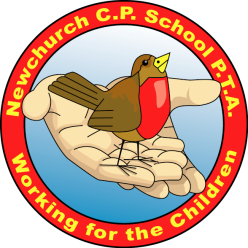 Newchurch C.P. School P.T.A.
Working for the Children